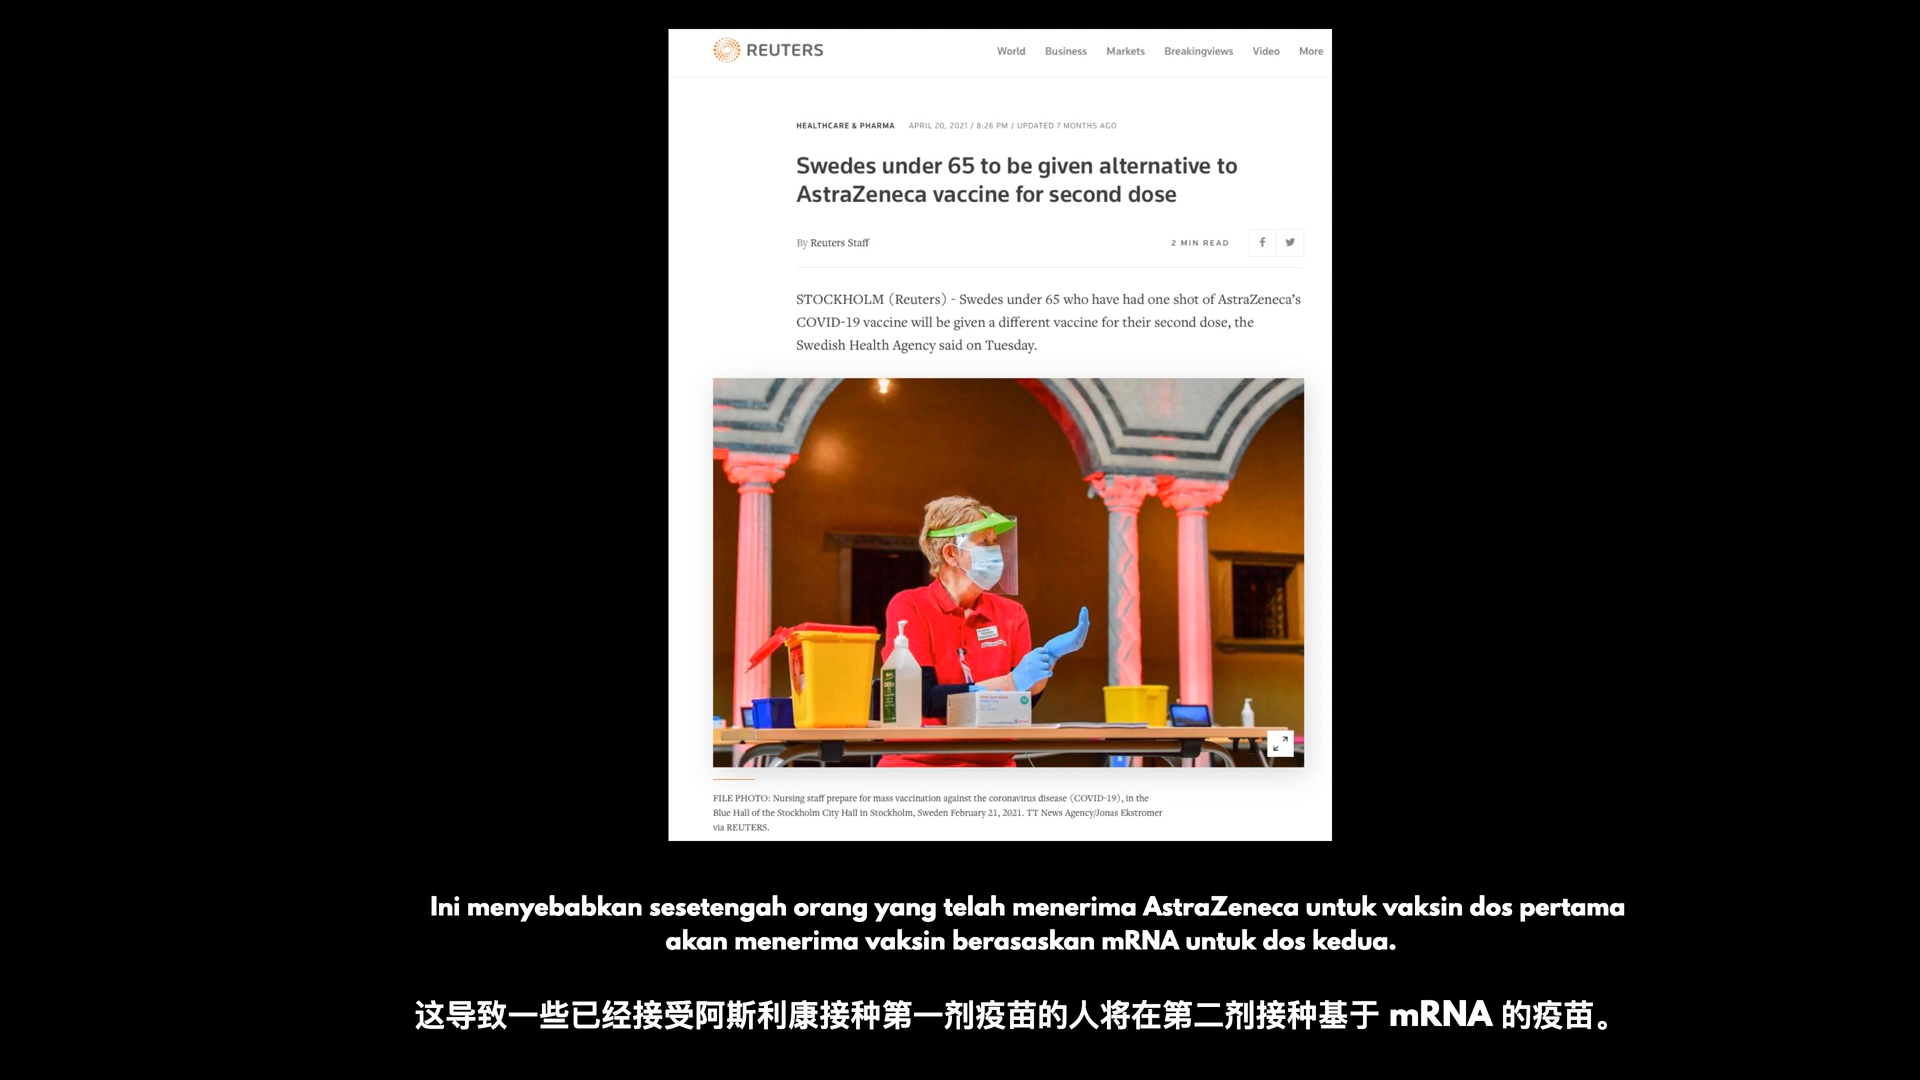 REUTERS
World Business Markets Breakingviews Video More
HEALTHCARE & PHARMA APRIL 20, 2021 / 8:26 PM / UPDATED 7 MONTHS AGO
Swedes under 65 to be given alternative to
AstraZeneca vaccine for second dose
By Reuters Staff
2 MIN READ
STOCKHOLM (Reuters) - Swedes under 65 who have had one shot of AstraZeneca’s
COVID-19 vaccine will be given a different vaccine for their second dose, the
Swedish Health Agency said on Tuesday.
FILE PHOTO: Nursing staff prepare for mass vaccination against the coronavirus disease (COVID-19), in the
Blue Hall of the Stockholm City Hall in Stockholm, Sweden February 21, 2021. TT News Agency/Jonas Ekstromer
via REUTERS.
Ini menyebabkan sesetengah orang yang telah menerima AstraZeneca untuk vaksin dos pertama
akan menerima vaksin berasaskan mRNA untuk dos kedua.
这导致一些已经接受阿斯利康接种第一剂疫苗的人将在第二剂接种基于 mRNA 的疫苗。